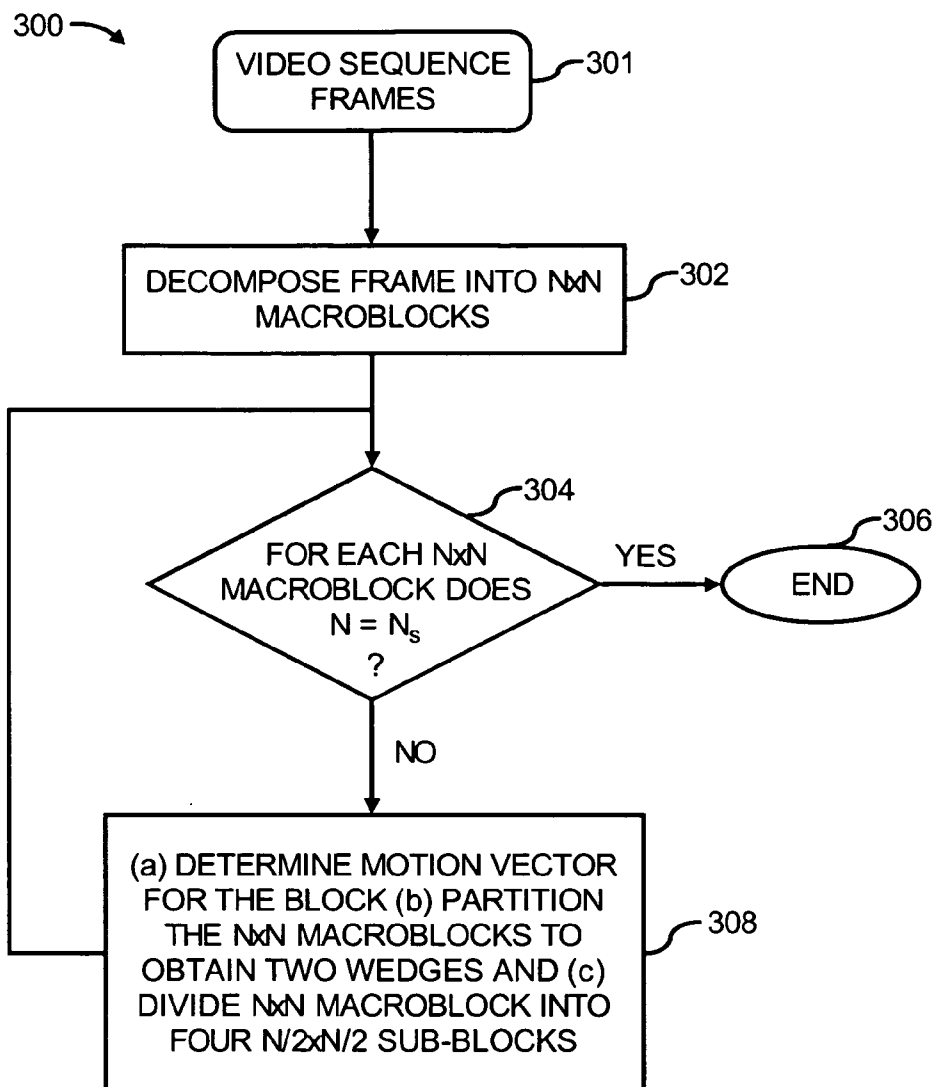 300
VIDEO SEQUENCE
FRAMES
301
DECOMPOSE FRAME INTO NxN
MACROBLOCKS
302
304
FOR EACH NxN
MACROBLOCK DOES
N = Ns
?
YES
306
END
NO
(a) DETERMINE MOTION VECTOR
FOR THE BLOCK (b) PARTITION
THE NxN MACROBLOCKS TO
OBTAIN TWO WEDGES AND (c)
DIVIDE NxN MACROBLOCK INTO
FOUR N/2xN/2 SUB-BLOCKS
308